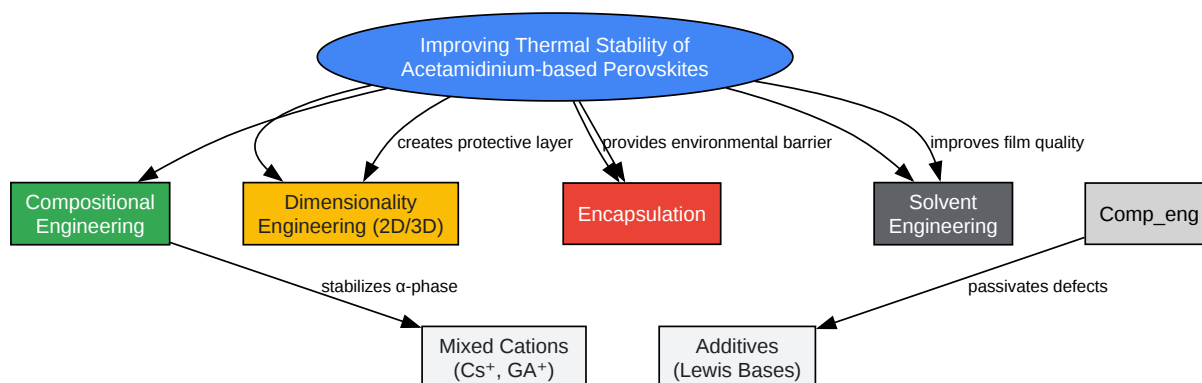 Improving Thermal Stability of
Acetamidinium-based Perovskites
creates protective layer
provides environmental barrier
improves film quality
Compositional
Engineering
Dimensionality
Engineering (2D/3D)
Encapsulation
Solvent
Engineering
Comp_eng
stabilizes α-phase
passivates defects
Mixed Cations
(Cs⁺, GA⁺)
Additives
(Lewis Bases)